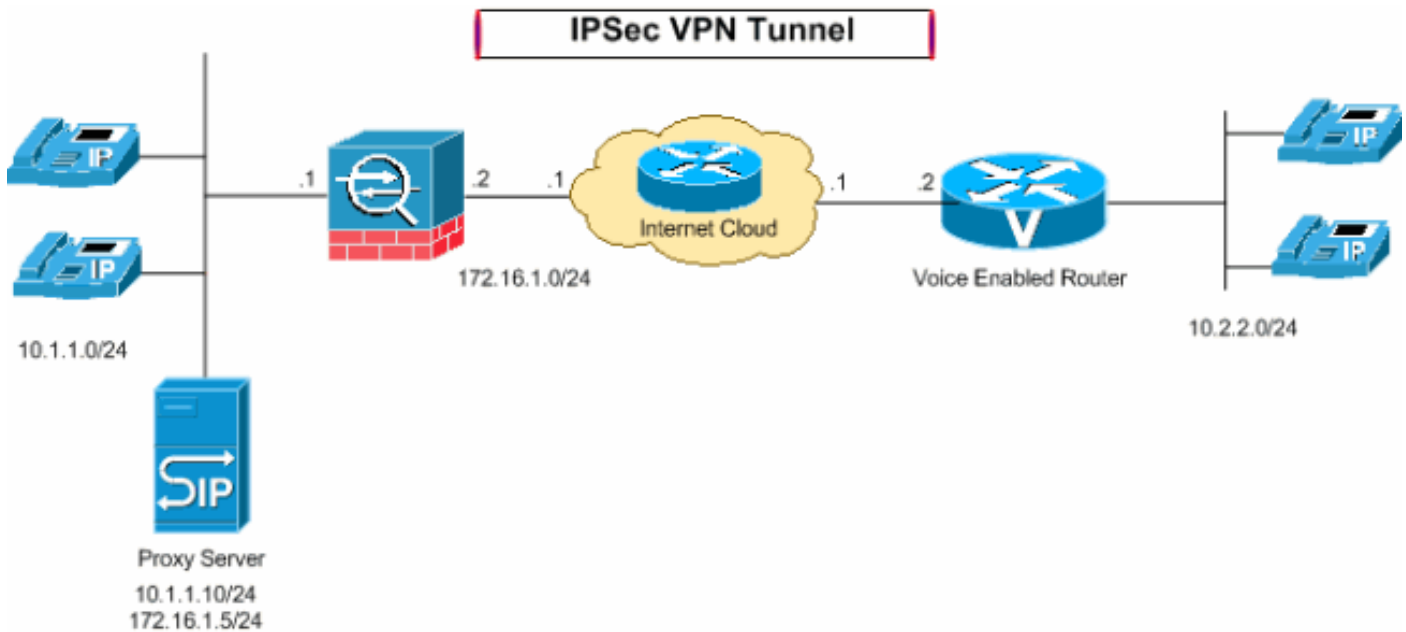 IPSec VPN Tunnel
IP
IP
10.1.1.0/24
.1
.2
172.16.1.0/24
.1
Internet Cloud
.1
.2
V
Voice Enabled Router
IP
IP
10.2.2.0/24
SIP
Proxy Server
10.1.1.10/24
172.16.1.5/24